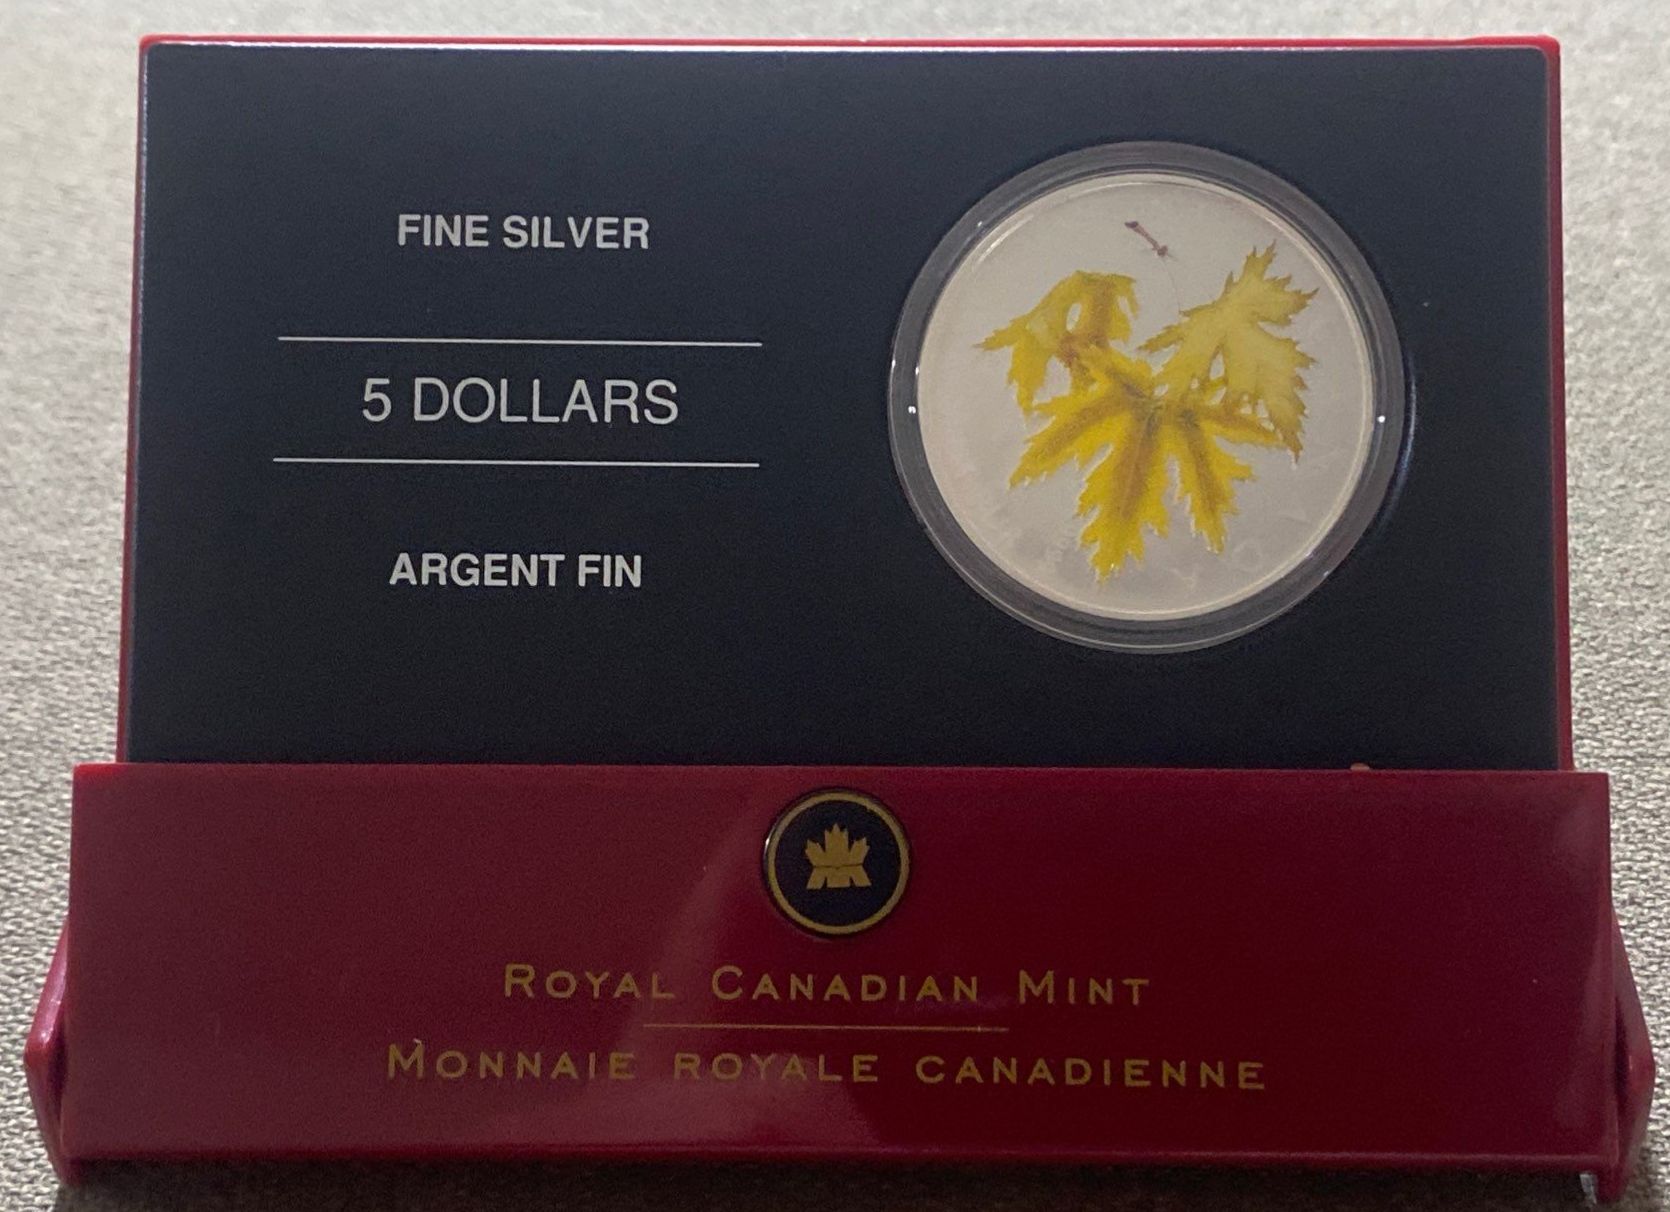 FINE SILVER
5 DOLLARS
ARGENT FIN
ROYAL CANADIAN MINT
MONNAIE ROYALE CANADIENNE